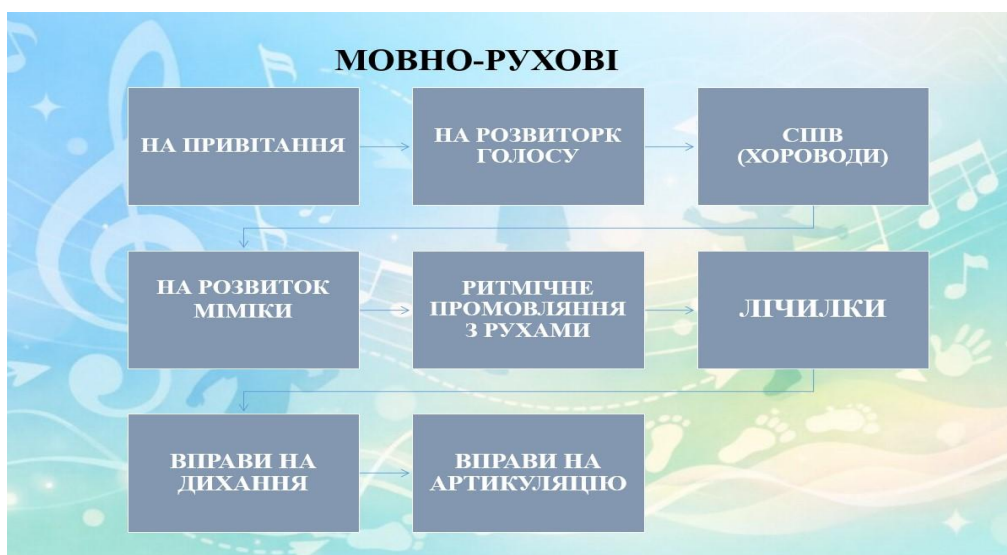 МОВНО-РУХОВІ
НА ПРИВІТАННЯ
НА РОЗВИТОРК
ГОЛОСУ
СПІВ
(ХОРОВОДИ)
НА РОЗВИТОК
МІМІКИ
РИТМІЧНЕ
ПРОМОВЛЯННЯ
З РУХАМИ
ЛІЧИЛКИ
ВПРАВИ НА
ДИХАННЯ
ВПРАВИ НА
АРТИКУЛЯЦІЮ